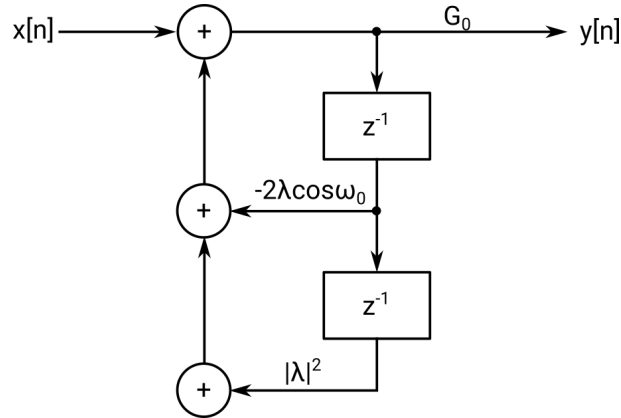 x[n] + G₀ y[n]
z⁻¹
-2λcosω₀
+
z⁻¹
|λ|²
+